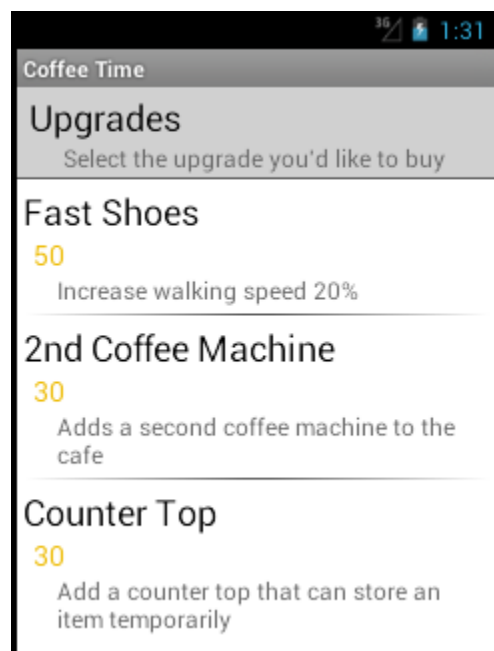 3G 1:31
Coffee Time
Upgrades
Select the upgrade you'd like to buy
Fast Shoes
50
Increase walking speed 20%
2nd Coffee Machine
30
Adds a second coffee machine to the
cafe
Counter Top
30
Add a counter top that can store an
item temporarily